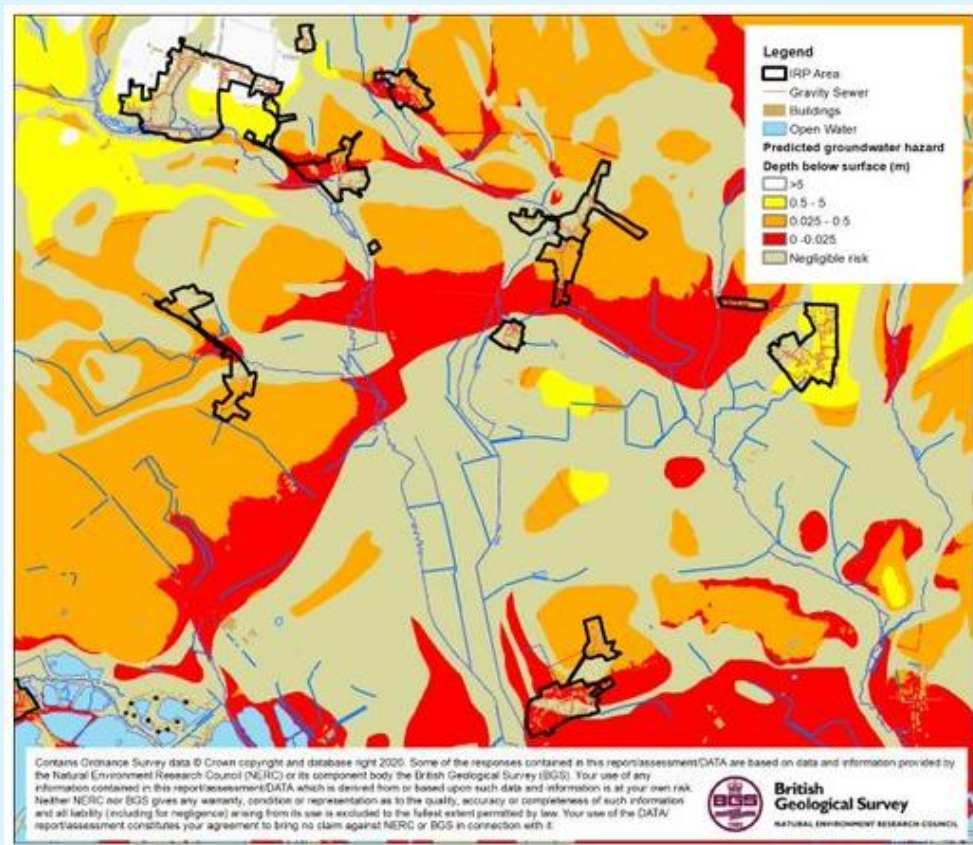 Legend
IRP Area
Gravity Sewer
Buildings
Open Water
Predicted groundwater hazard
Depth below surface (m)
>5
0.5 - 5
0.025 - 0.5
0 -0.025
Negligible risk
Contains Ordnance Survey data © Crown copyright and database right 2020. Some of the responses contained in this report/assessment/DATA are based on data and information provided by
the Natural Environment Research Council (NERC) or its component body the British Geological Survey (BGS). Your use of any
information contained in this report/assessment/DATA which is derived from or based upon such data and information is at your own risk.
Neither NERC nor BGS gives any warranty, condition or representation as to the quality, accuracy or completeness of such information
and all liability (including for negligence) arising from its use is excluded to the fullest extent permitted by law. Your use of the DATA/
report/assessment constitutes your agreement to bring no claim against NERC or BGS in connection with it.
BGS
British
Geological Survey
NATURAL ENVIRONMENT RESEARCH COUNCIL